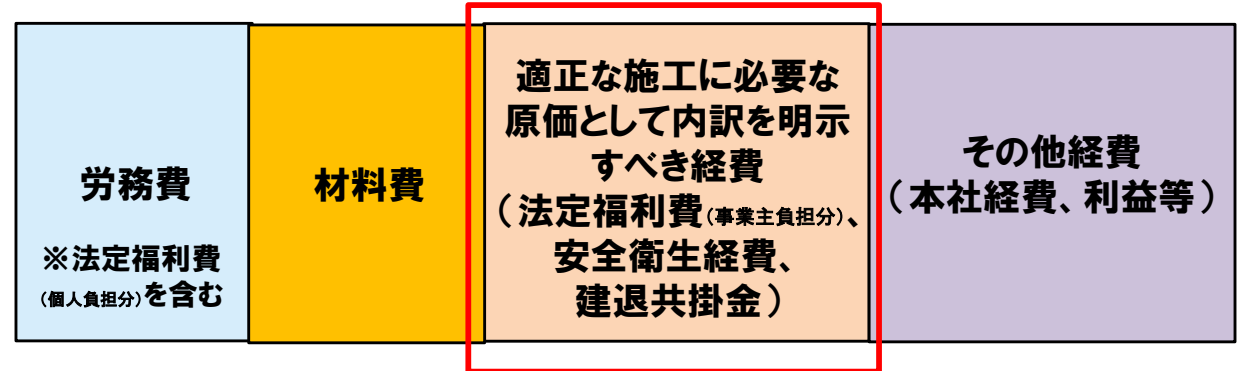 労務費
※法定福利費
(個人負担分)を含む
材料費
適正な施工に必要な
原価として内訳を明示
すべき経費
(法定福利費(事業主負担分)、
安全衛生経費、
建退共掛金)
その他経費
(本社経費、利益等)